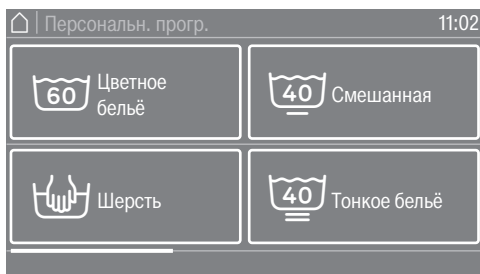 Персональн. прогр. 11:02
60 Цветное
бельё
40 Смешанная
Шерсть
40 Тонкое бельё